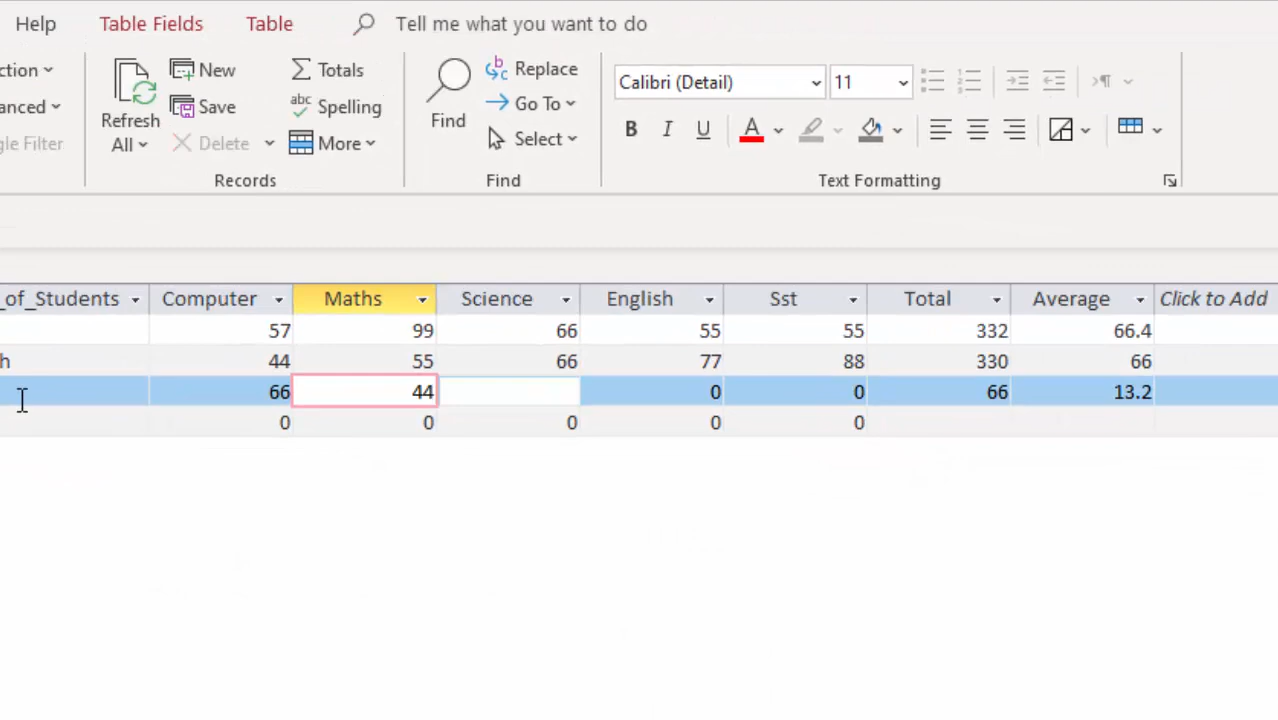 Help Table Fields Table Tell me what you want to do
ction New Totals Replace Calibri (Detail) 11
anced Save Spelling Go To
Refresh All Find
gle Filter Delete More Select B I U A
Records Find Text Formatting
_of_Students Computer Maths Science English Sst Total Average Click to Add
57 99 66 55 55 332 66.4
h 44 55 66 77 88 330 66
66 44 0 0 66 13.2
0 0 0 0 0